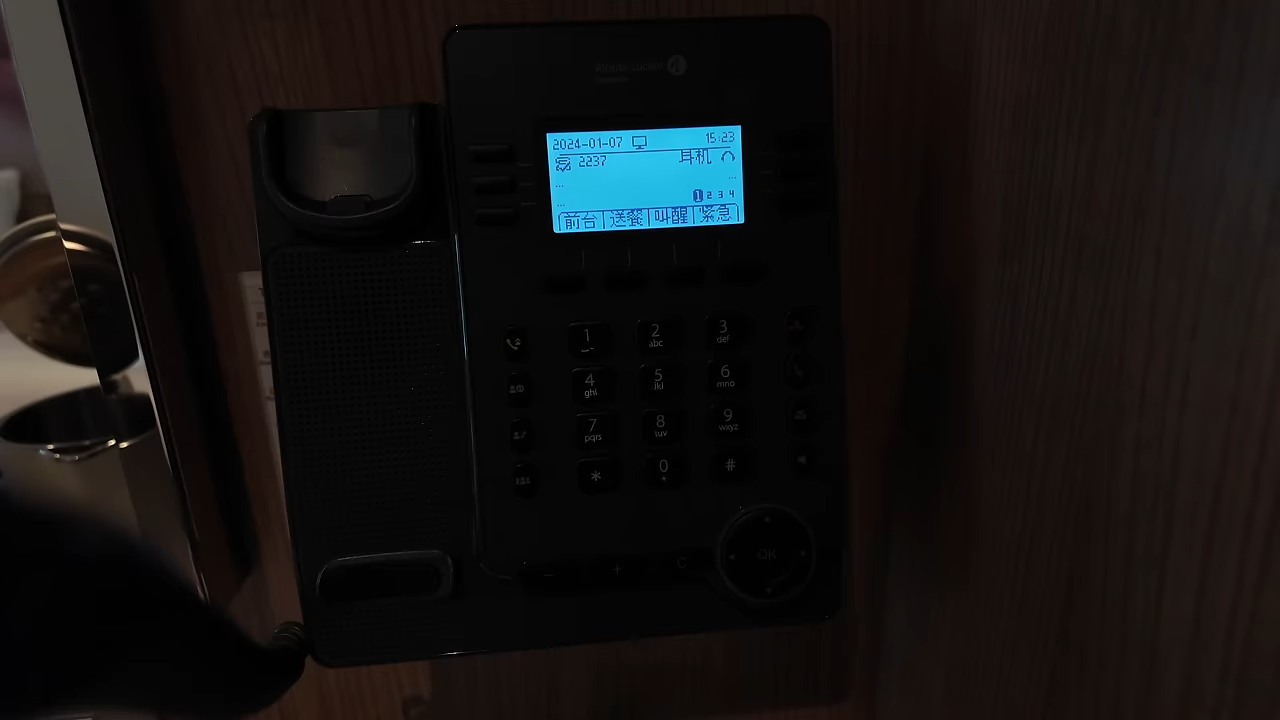 Alcatel·Lucent
2024-01-07 15:23
2237 耳机
...
...
...
1 2 3 4
前台 送餐 叫醒 紧急
1 2 abc 3 def
4 ghi 5 jkl 6 mno
7 pqrs 8 tuv 9 wxyz
* 0 + #
- + C OK